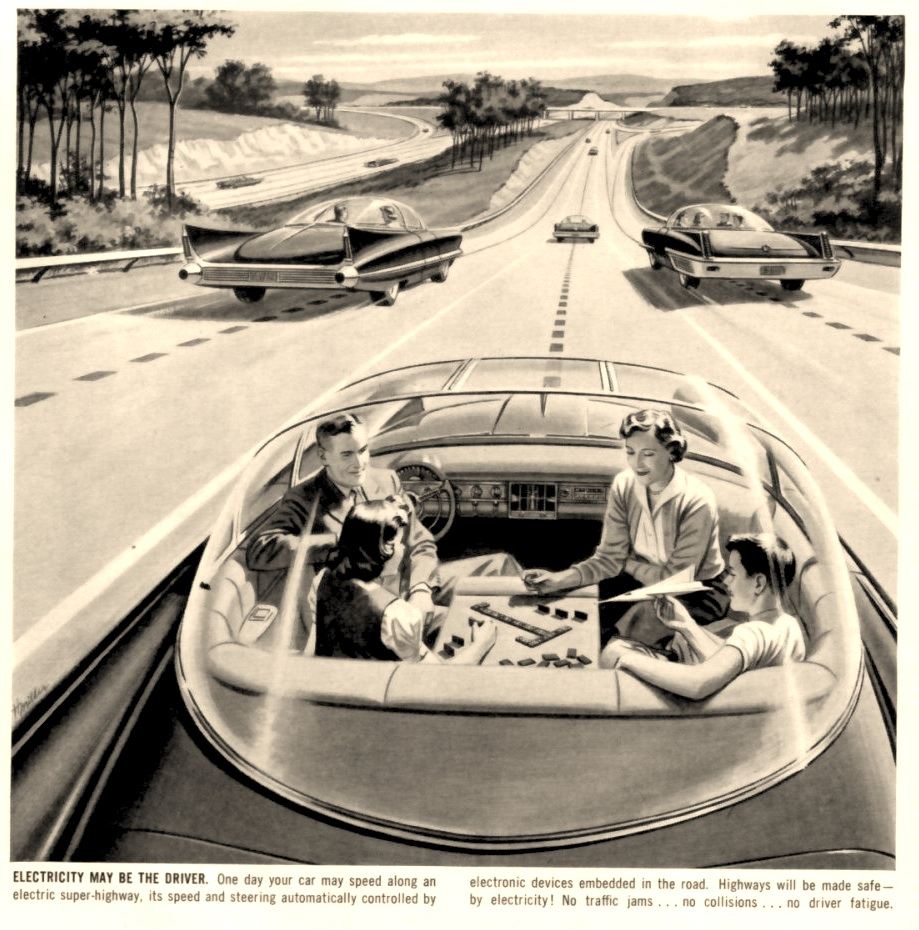 ELECTRICITY MAY BE THE DRIVER. One day your car may speed along an
electric super-highway, its speed and steering automatically controlled by
electronic devices embedded in the road. Highways will be made safe—
by electricity! No traffic jams . . . no collisions . . . no driver fatigue.